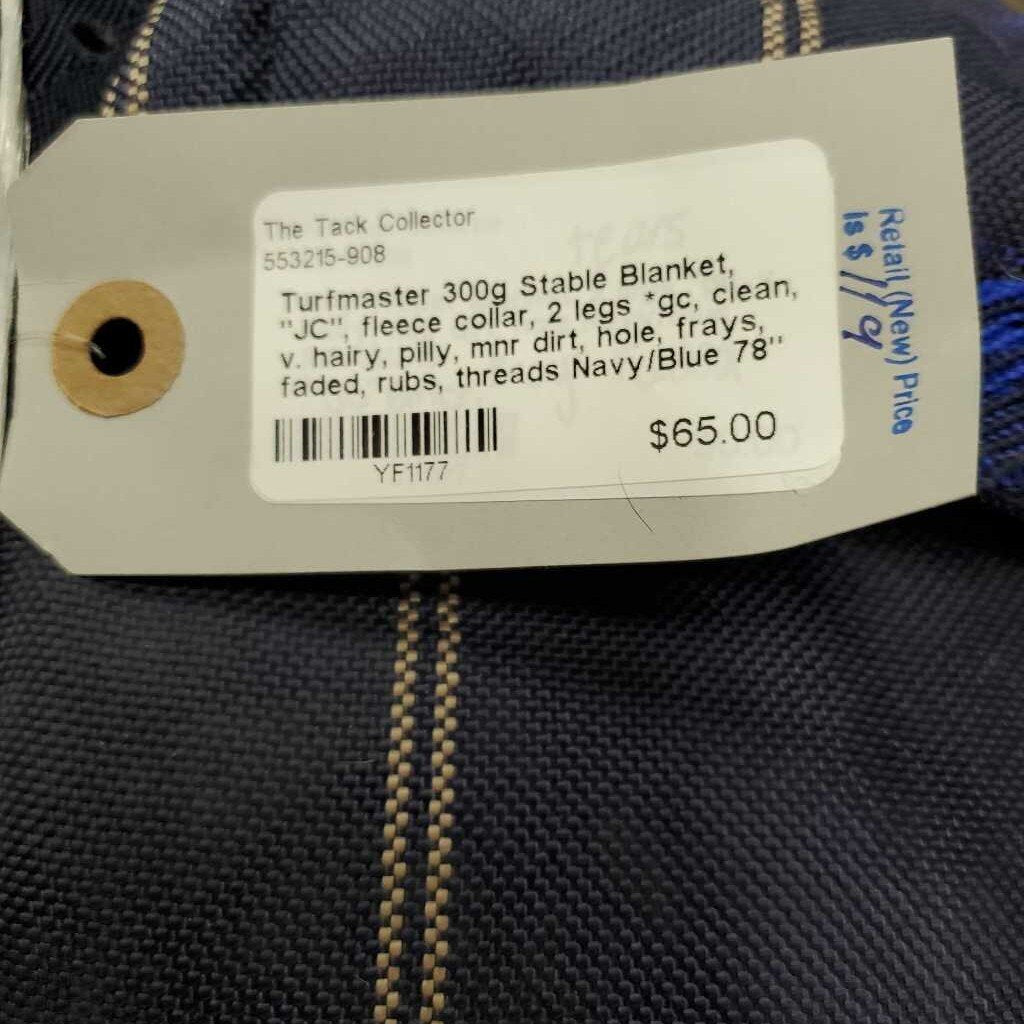 The Tack Collector
553215-908
Turfmaster 300g Stable Blanket,
"JC", fleece collar, 2 legs *gc, clean,
v. hairy, pilly, mnr dirt, hole, frays,
faded, rubs, threads Navy/Blue 78"
YF1177
$65.00
Retail (New) Price
Is $ 119
tears